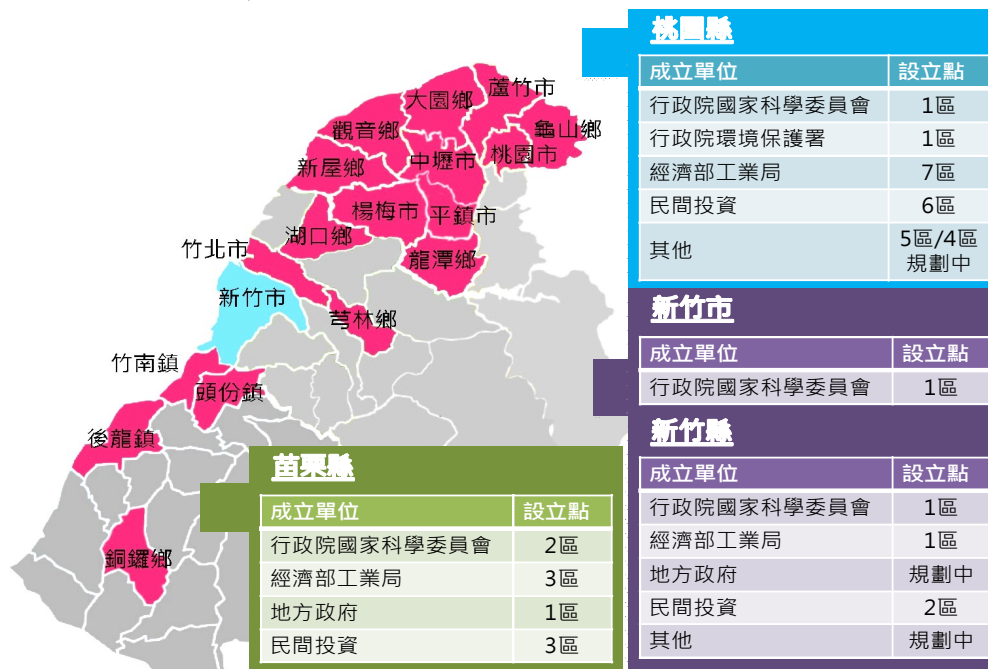 桃園縣
成立單位 設立點
行政院國家科學委員會 1區
行政院環境保護署 1區
經濟部工業局 7區
民間投資 6區
其他 5區/4區
規劃中
新竹市
成立單位 設立點
行政院國家科學委員會 1區
新竹縣
成立單位 設立點
行政院國家科學委員會 1區
經濟部工業局 1區
地方政府 規劃中
民間投資 2區
其他 規劃中
苗栗縣
成立單位 設立點
行政院國家科學委員會 2區
經濟部工業局 3區
地方政府 1區
民間投資 3區
蘆竹市
大園鄉
觀音鄉
龜山鄉
桃園市
中壢市
新屋鄉
楊梅市
平鎮市
湖口鄉
龍潭鄉
竹北市
新竹市
芎林鄉
竹南鎮
頭份鎮
後龍鎮
銅鑼鄉